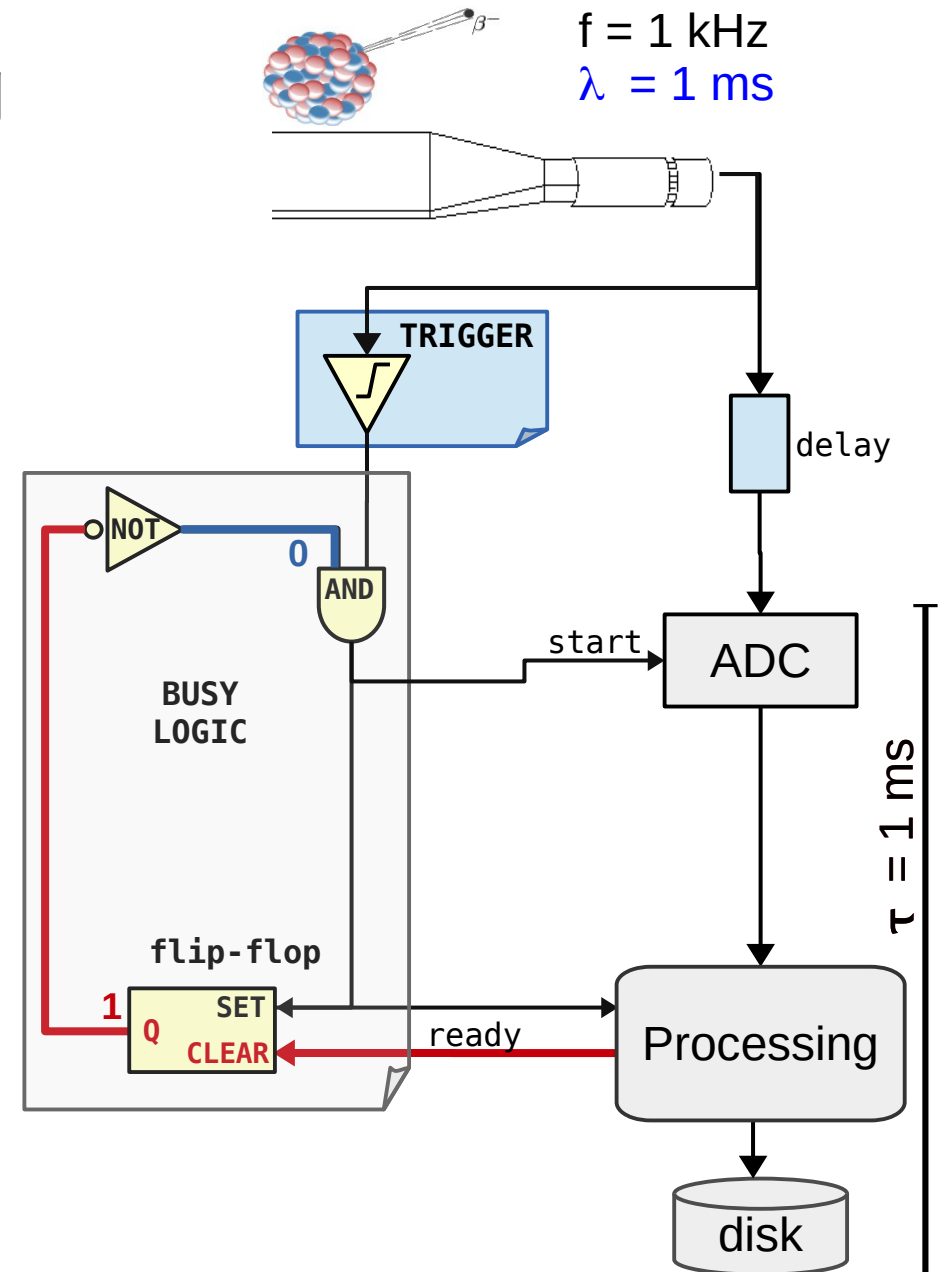 β⁻
f = 1 kHz
λ = 1 ms
TRIGGER
delay
NOT
0
AND
start
ADC
BUSY
LOGIC
τ = 1 ms
flip-flop
1
SET
Q
CLEAR
ready
Processing
disk